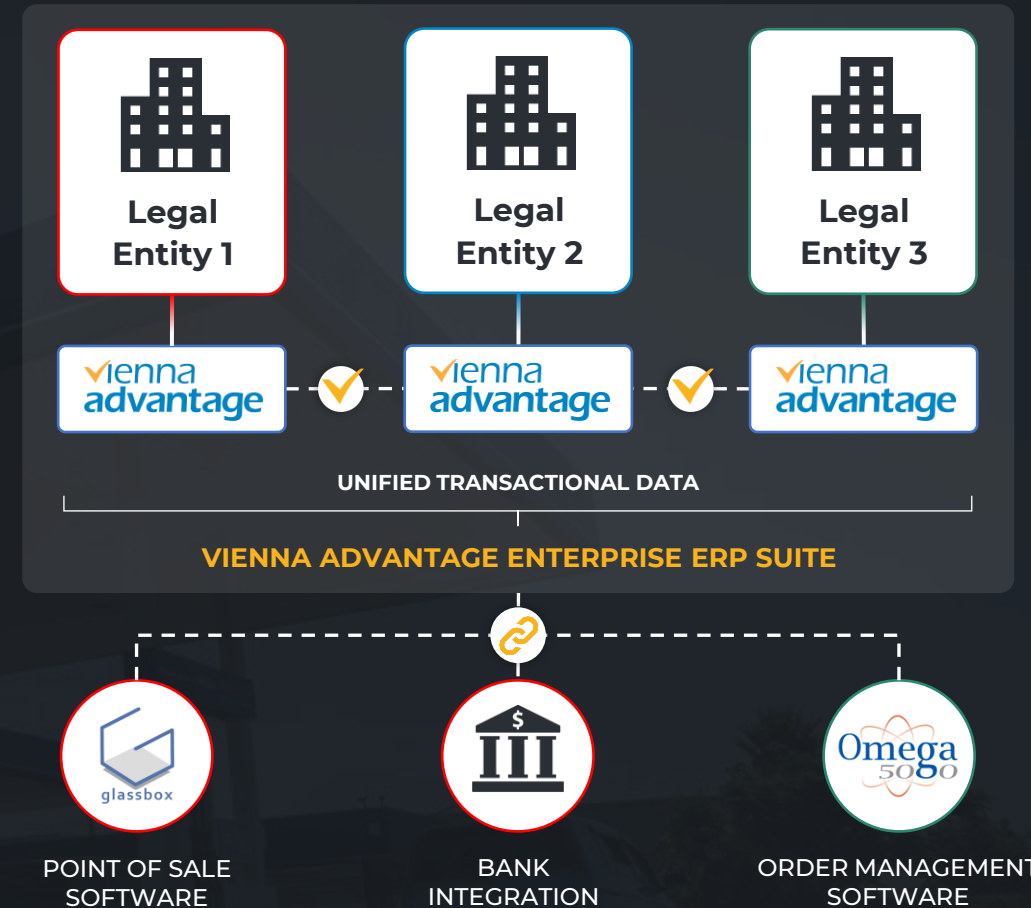 Legal
Entity 1
Legal
Entity 2
Legal
Entity 3
vienna
advantage
vienna
advantage
vienna
advantage
UNIFIED TRANSACTIONAL DATA
VIENNA ADVANTAGE ENTERPRISE ERP SUITE
glassbox
$
Omega
5090
POINT OF SALE
SOFTWARE
BANK
INTEGRATION
ORDER MANAGEMENT
SOFTWARE